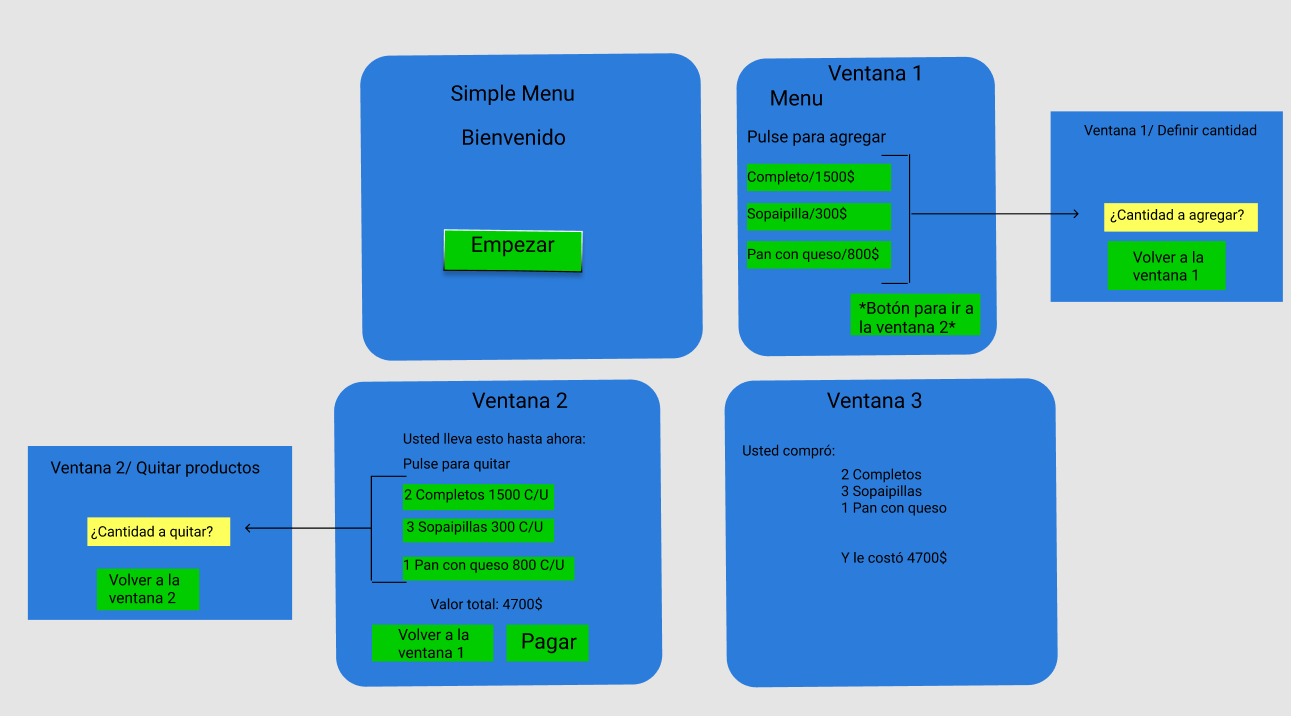 Simple Menu
Bienvenido
Empezar
Ventana 1
Menu
Pulse para agregar
Completo/1500$
Sopaipilla/300$
Pan con queso/800$
*Botón para ir a
la ventana 2*
Ventana 1/ Definir cantidad
¿Cantidad a agregar?
Volver a la
ventana 1
Ventana 2/ Quitar productos
¿Cantidad a quitar?
Volver a la
ventana 2
Ventana 2
Usted lleva esto hasta ahora:
Pulse para quitar
2 Completos 1500 C/U
3 Sopaipillas 300 C/U
1 Pan con queso 800 C/U
Valor total: 4700$
Volver a la
ventana 1
Pagar
Ventana 3
Usted compró:
2 Completos
3 Sopaipillas
1 Pan con queso
Y le costó 4700$